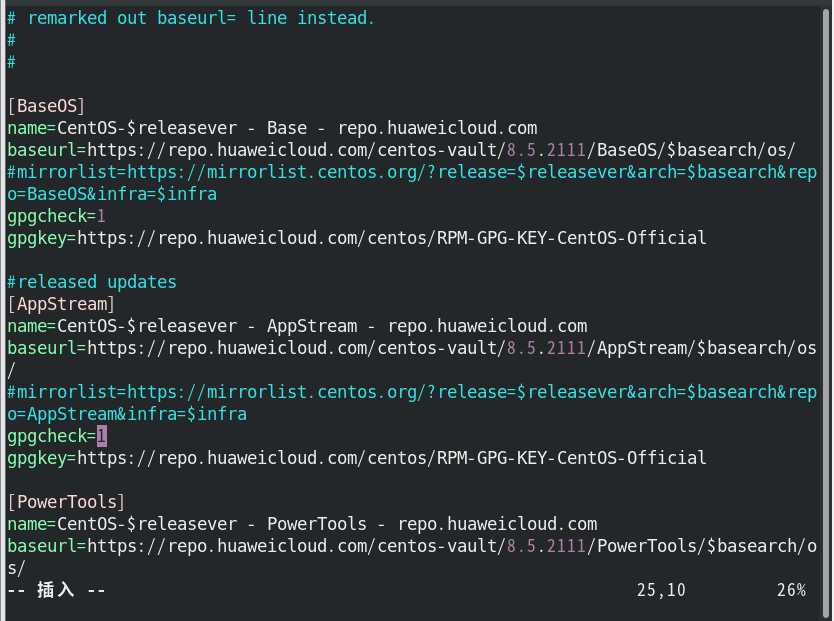 # remarked out baseurl= line instead.
#
#
[BaseOS]
name=CentOS-$releasever - Base - repo.huaweicloud.com
baseurl=https://repo.huaweicloud.com/centos-vault/8.5.2111/BaseOS/$basearch/os/
#mirrorlist=https://mirrorlist.centos.org/?release=$releasever&arch=$basearch&rep
o=BaseOS&infra=$infra
gpgcheck=1
gpgkey=https://repo.huaweicloud.com/centos/RPM-GPG-KEY-CentOS-Official
#released updates
[AppStream]
name=CentOS-$releasever - AppStream - repo.huaweicloud.com
baseurl=https://repo.huaweicloud.com/centos-vault/8.5.2111/AppStream/$basearch/os
/
#mirrorlist=https://mirrorlist.centos.org/?release=$releasever&arch=$basearch&rep
o=AppStream&infra=$infra
gpgcheck=1
gpgkey=https://repo.huaweicloud.com/centos/RPM-GPG-KEY-CentOS-Official
[PowerTools]
name=CentOS-$releasever - PowerTools - repo.huaweicloud.com
baseurl=https://repo.huaweicloud.com/centos-vault/8.5.2111/PowerTools/$basearch/o
s/
-- 插入 -- 25,10 26%